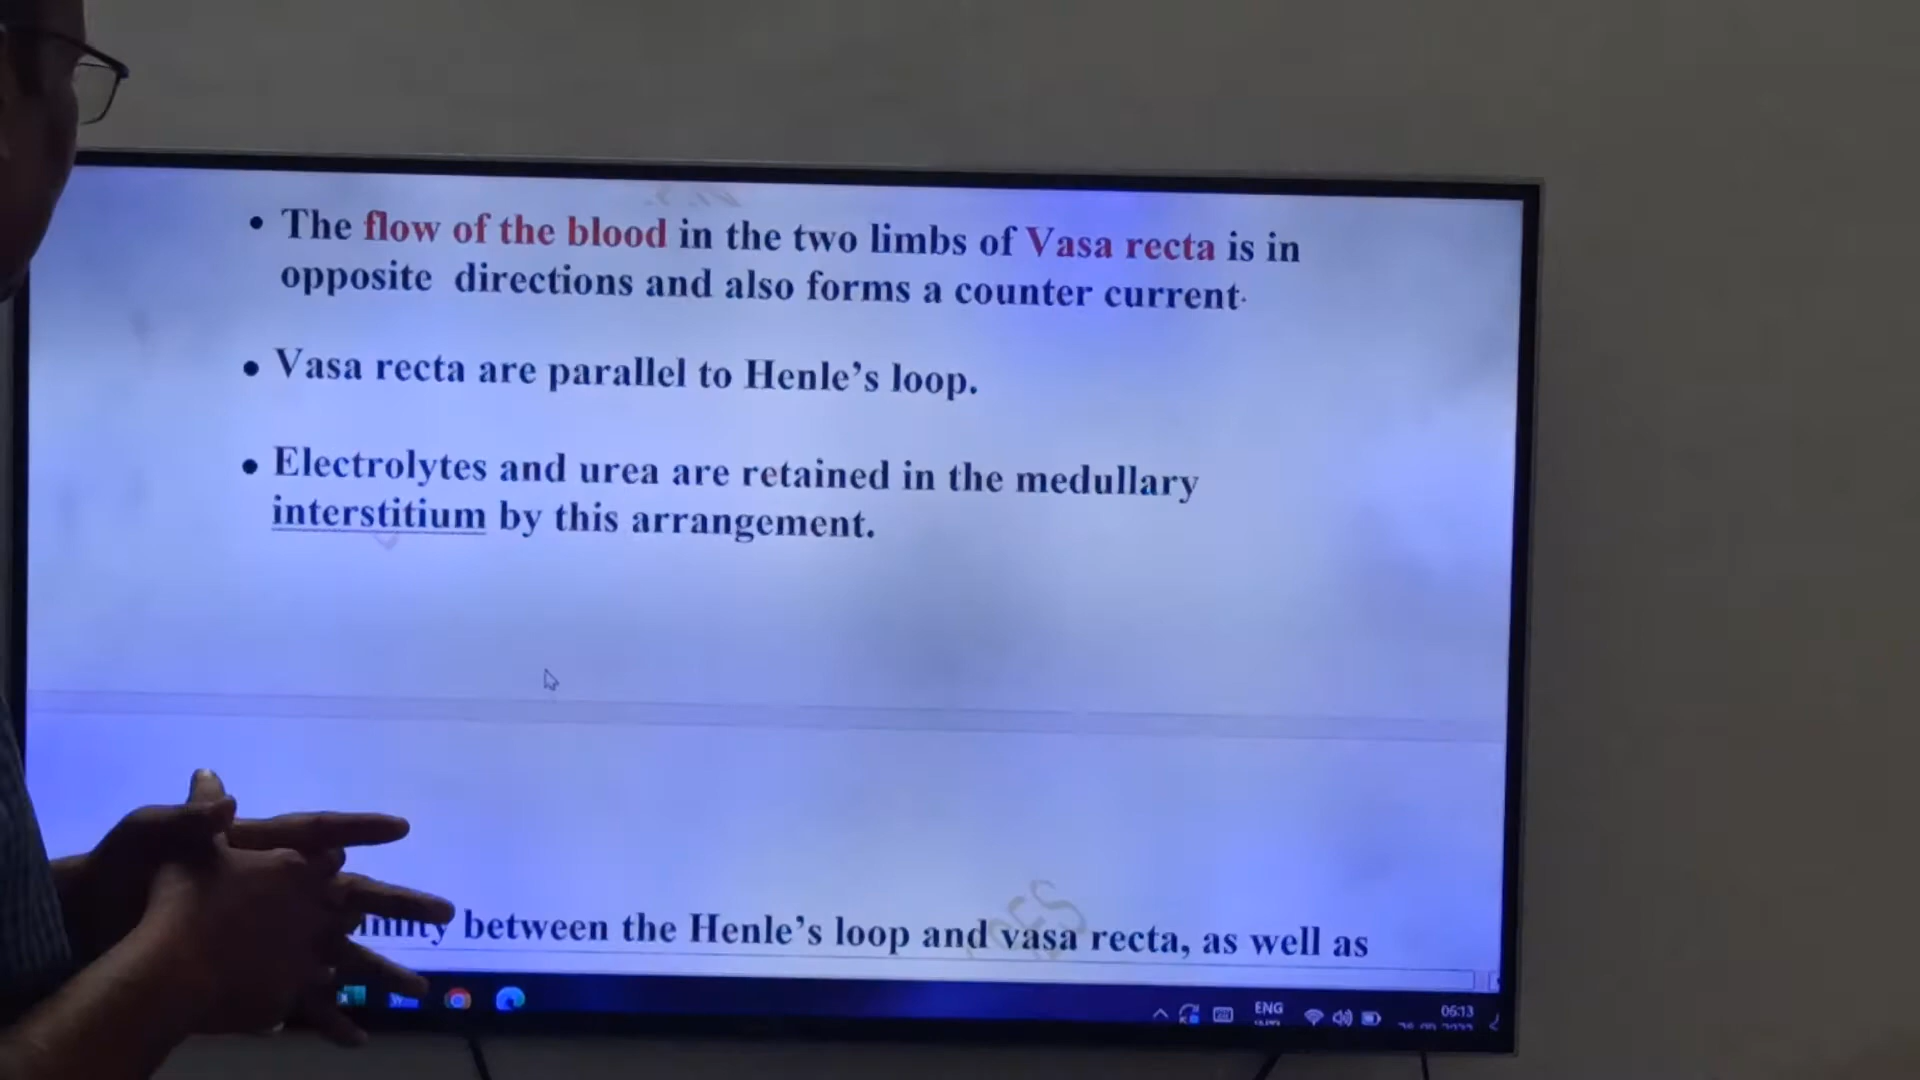 • The flow of the blood in the two limbs of Vasa recta is in
opposite directions and also forms a counter current.
• Vasa recta are parallel to Henle’s loop.
• Electrolytes and urea are retained in the medullary
interstitium by this arrangement.
between the Henle’s loop and vasa recta, as well as
ENG
06:13